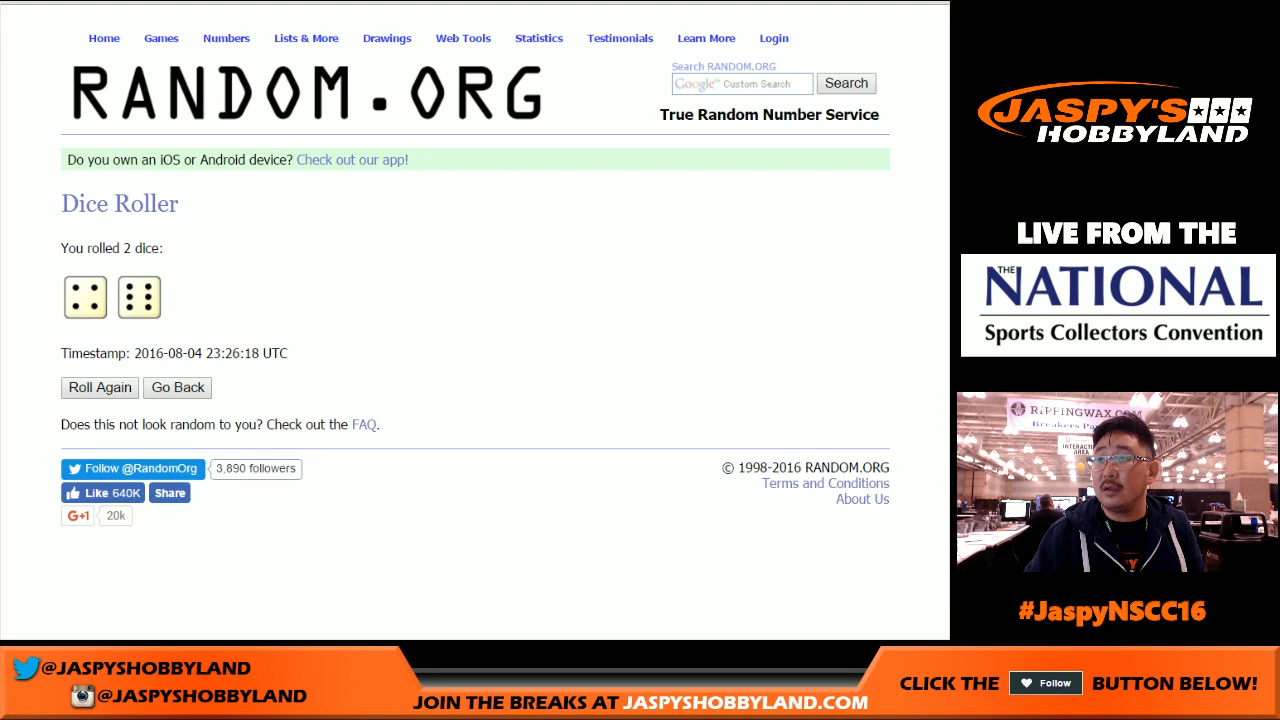 Home Games Numbers Lists & More Drawings Web Tools Statistics Testimonials Learn More Login
RANDOM.ORG
Search RANDOM.ORG
Google™ Custom Search Search
True Random Number Service
Do you own an iOS or Android device? Check out our app!
Dice Roller
You rolled 2 dice:
Timestamp: 2016-08-04 23:26:18 UTC
Roll Again Go Back
Does this not look random to you? Check out the FAQ.
Follow @RandomOrg 3,890 followers
Like 640K Share
G+1 20k
© 1998-2016 RANDOM.ORG
Terms and Conditions
About Us
JASPY'S
HOBBYLAND
LIVE FROM THE
THE NATIONAL
Sports Collectors Convention
RIPPINGWAX.COM
INTERACTIVE
AREA
#JaspyNSCC16
@JASPYSHOBBYLAND
@JASPYSHOBBYLAND
JOIN THE BREAKS AT JASPYSHOBBYLAND.COM
CLICK THE Follow BUTTON BELOW!